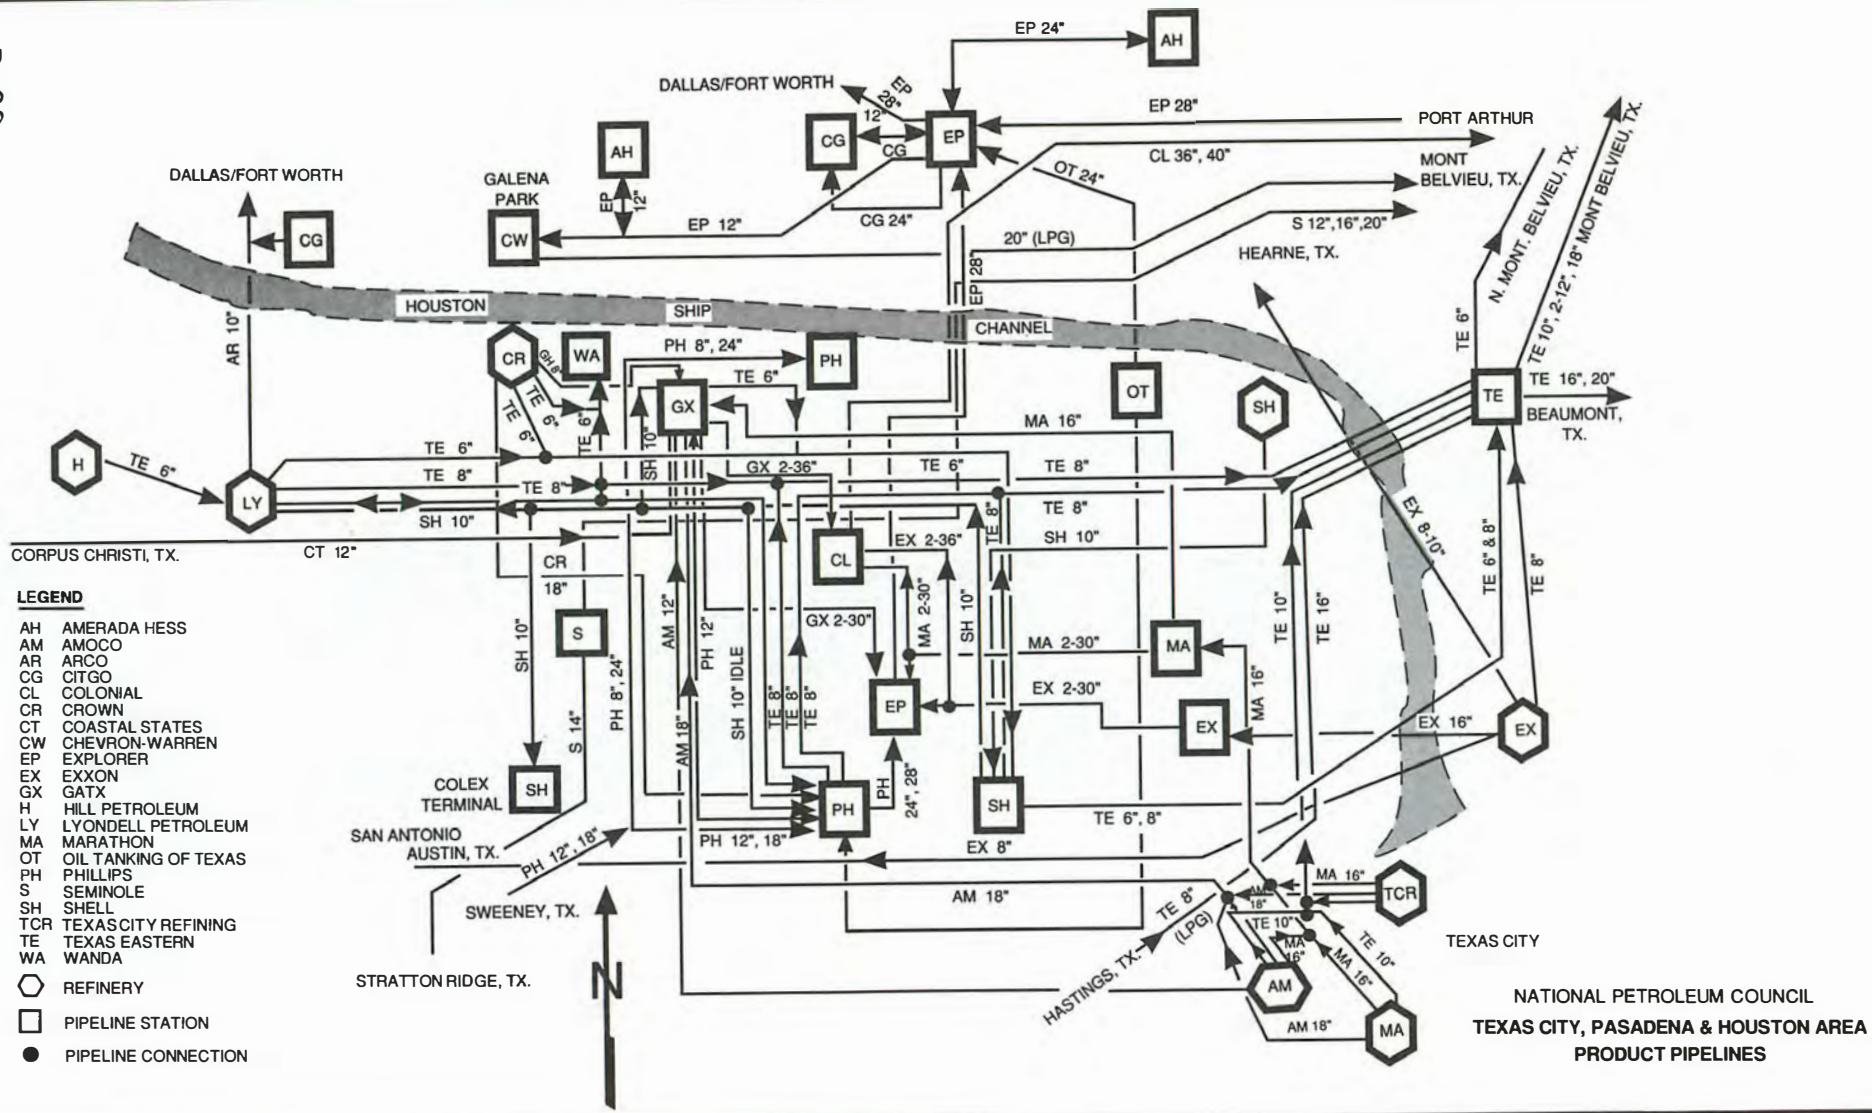 EP 24"
AH
DALLAS/FORT WORTH
EP
28"
12"
CG
CG
EP
EP 28"
PORT ARTHUR
CL 36", 40"
MONT
BELVIEU, TX.
OT 24"
AH
EP
12"
DALLAS/FORT WORTH
GALENA
PARK
CG
CW
EP 12"
CG 24"
20" (LPG)
S 12",16",20"
HEARNE, TX.
N. MONT. BELVIEU, TX.
TE 10", 2-12", 18" MONT BELVIEU, TX.
EP 28"
HOUSTON
SHIP
CHANNEL
AR 10"
CR
GH 8"
WA
PH 8", 24"
PH
TE 6"
TE 6"
TE 6"
TE 6"
GX
OT
SH
TE 6"
TE
TE 16", 20"
BEAUMONT,
TX.
MA 16"
H
TE 6"
LY
TE 6"
TE 8"
TE 8"
SH 10"
SH 10"
GX 2-36"
TE 6"
TE 8"
TE 8"
TE 8"
EX 8-10"
CORPUS CHRISTI, TX.
CT 12"
CR
18"
CL
EX 2-36"
SH 10"
TE 6" & 8"
TE 8"
LEGEND
AH AMERADA HESS
AM AMOCO
AR ARCO
CG CITGO
CL COLONIAL
CR CROWN
CT COASTAL STATES
CW CHEVRON-WARREN
EP EXPLORER
EX EXXON
GX GATX
H HILL PETROLEUM
LY LYONDELL PETROLEUM
MA MARATHON
OT OIL TANKING OF TEXAS
PH PHILLIPS
S SEMINOLE
SH SHELL
TCR TEXAS CITY REFINING
TE TEXAS EASTERN
WA WANDA
REFINERY
PIPELINE STATION
PIPELINE CONNECTION
SH 10"
S
S 14"
PH 8", 24"
AM 12"
PH 12"
AM 18"
SH 10" IDLE
TE 8"
TE 8"
TE 8"
GX 2-30"
MA 2-30"
SH 10"
MA 2-30"
MA
TE 10"
TE 16"
MA 16"
EP
EX 2-30"
EX
EX 16"
EX
COLEX
TERMINAL
SH
PH
PH
24", 28"
SH
TE 6", 8"
SAN ANTONIO
AUSTIN, TX.
PH 12", 18"
PH 12", 18"
EX 8"
SWEENEY, TX.
AM 18"
TE 8"
(LPG)
AM
18"
MA 16"
TCR
TE 10"
MA
16"
TE 10"
MA 16"
TEXAS CITY
STRATTON RIDGE, TX.
N
HASTINGS, TX.
AM
AM 18"
MA
NATIONAL PETROLEUM COUNCIL
TEXAS CITY, PASADENA & HOUSTON AREA
PRODUCT PIPELINES